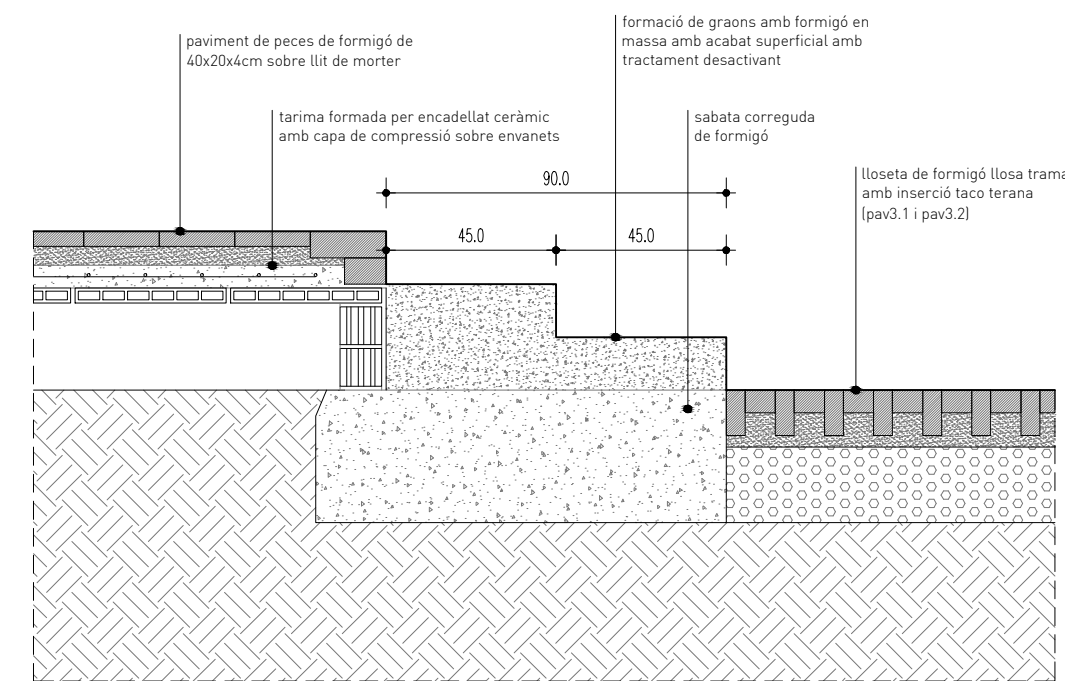 formació de graons amb formigó en
massa amb acabat superficial amb
tractament desactivant
paviment de peces de formigó de
40x20x4cm sobre llit de morter
tarima formada per encadellat ceràmic
amb capa de compressió sobre envanets
sabata correguda
de formigó
lloseta de formigó llosa trama
amb inserció taco terana
(pav3.1 i pav3.2)
90.0
45.0
45.0